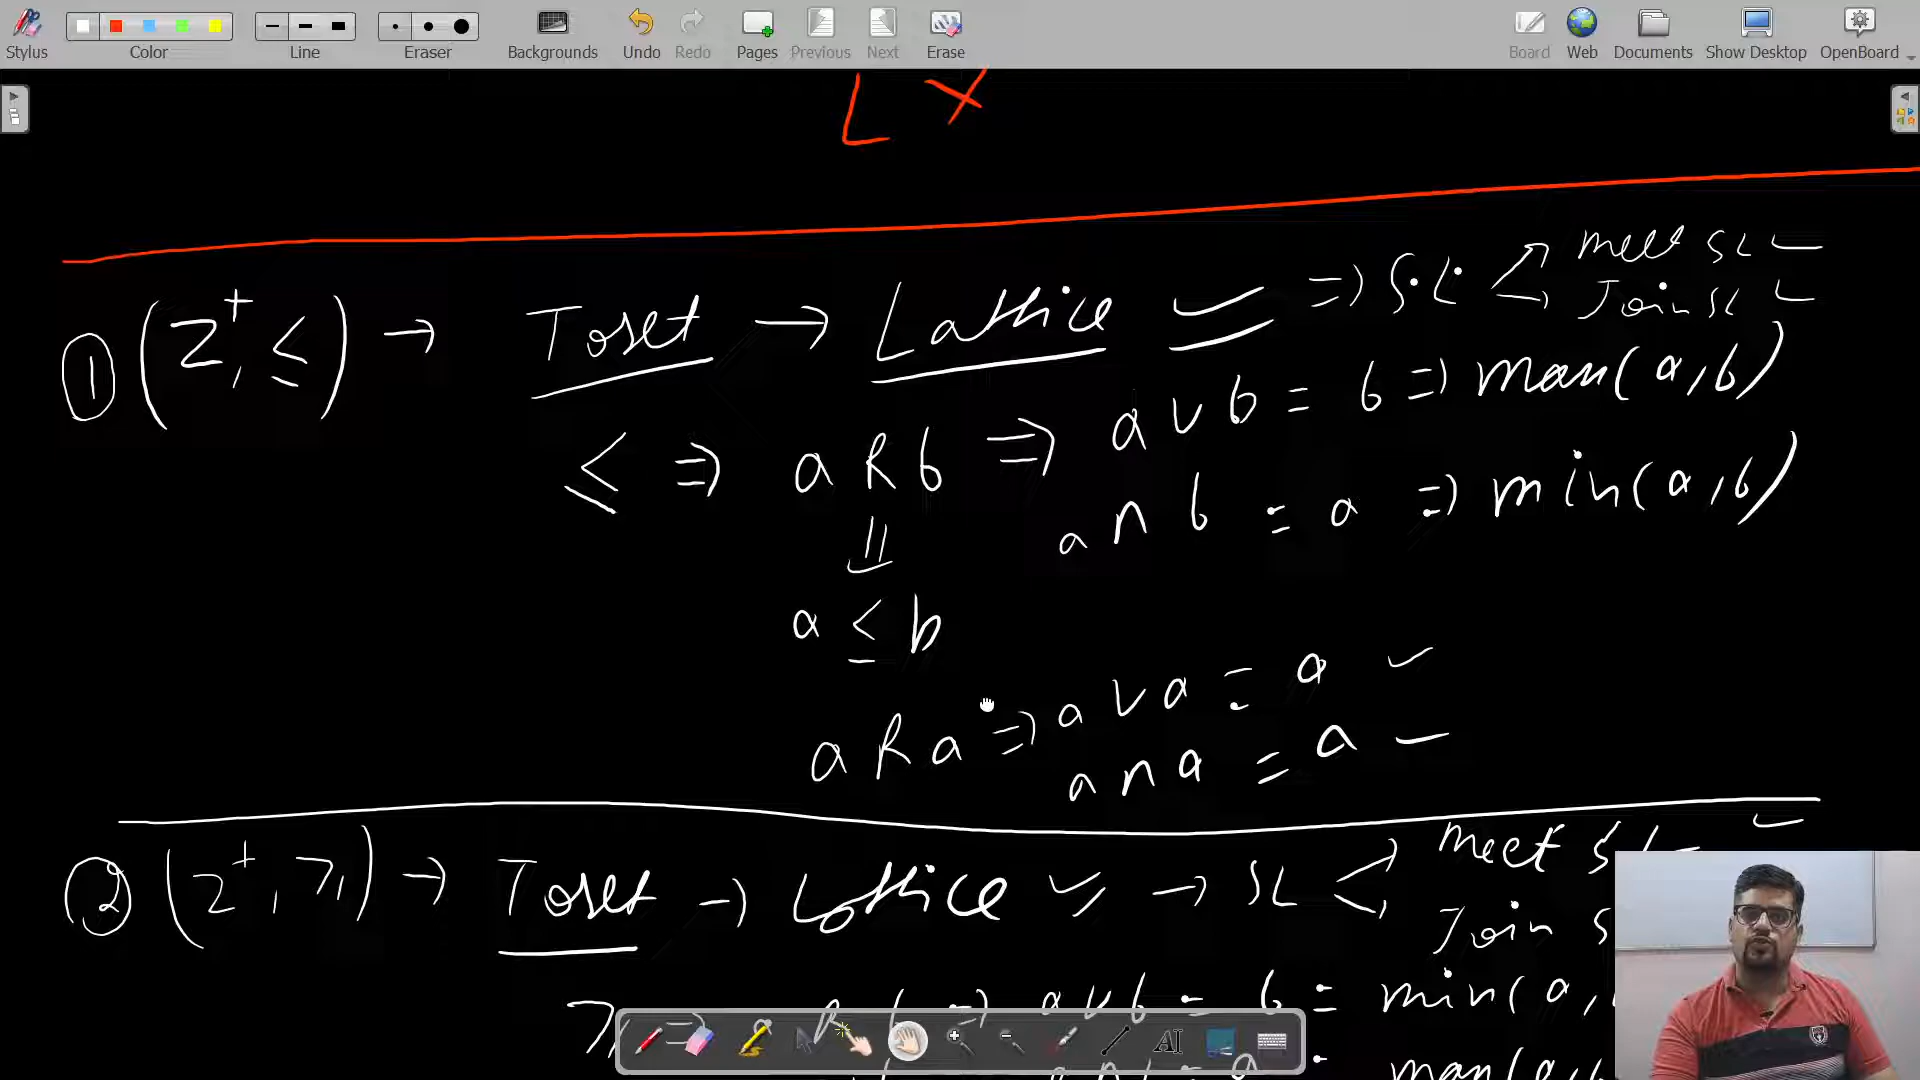 Stylus Color Line Eraser Backgrounds Undo Redo Pages Previous Next Erase Board Web Documents Show Desktop OpenBoard
L X
① (Z⁺, ≤) → Toset → Lattice ✓ ⇒ S.L. < meet SL ✓
Join SL ✓
≤ ⇒ a R b ⇒ a ∨ b = b ⇒ max(a,b)
a ∧ b = a ⇒ min(a,b)
⇓
a ≤ b
a R a ⇒ a ∨ a = a ✓
a ∧ a = a ✓
② (Z⁺, ≥) → Toset → Lattice ✓ → SL < meet SL ✓
Join S
≥ ⇒ R b ⇒ a ∨ b = b = min(a,
a max(a,b